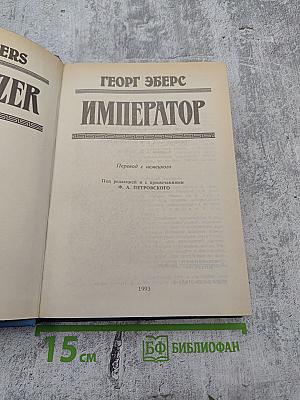 ERS
ZER
ГЕОРГ ЭБЕРС
ИМПЕРАТОР
Перевод с немецкого
Под редакцией и с примечаниями
Ф. А. ПЕТРОВСКОГО
1993
15 см
БФ БИБЛИОФАН